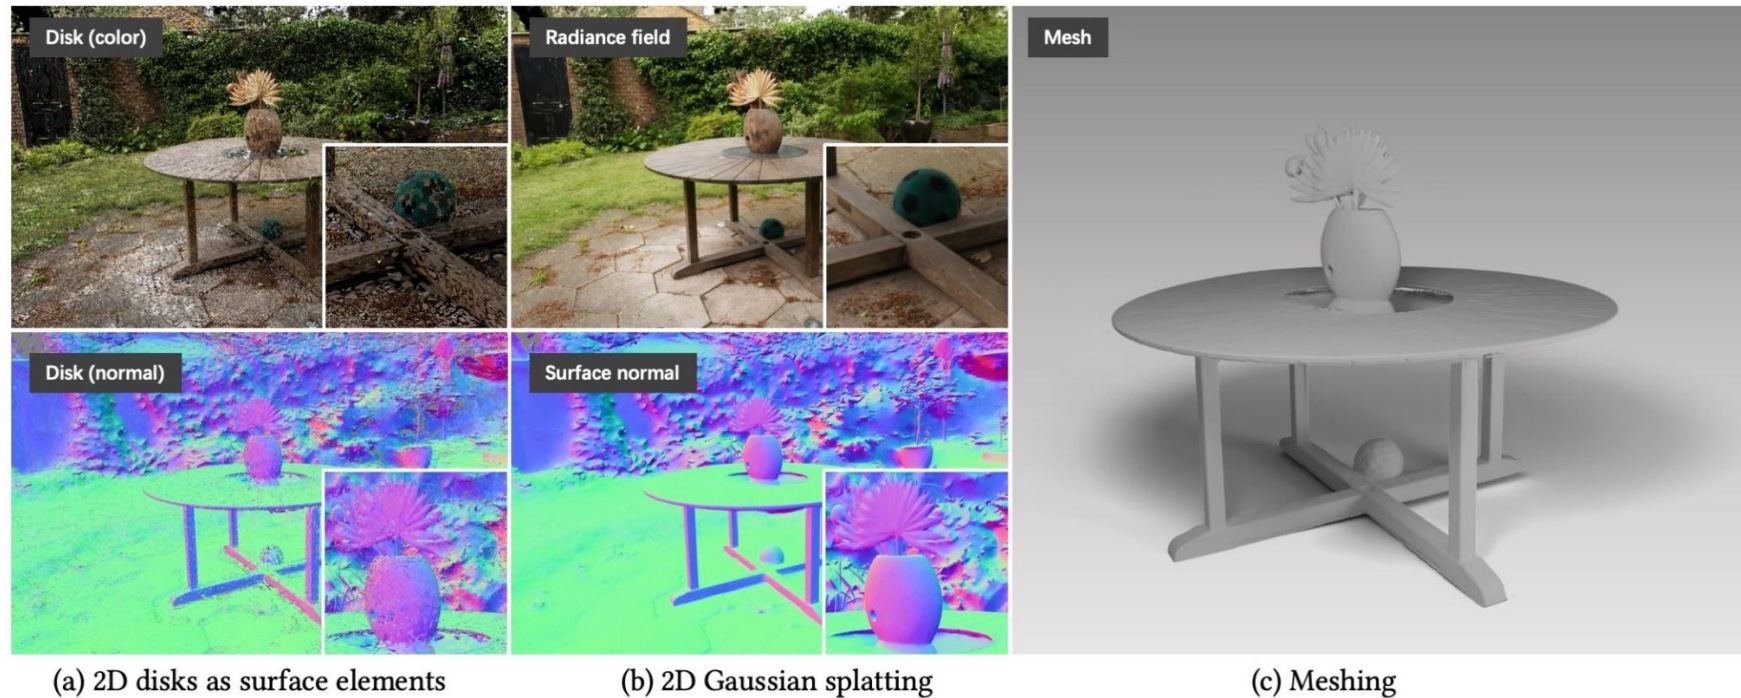 Disk (color)
Radiance field
Mesh
Disk (normal)
Surface normal
(a) 2D disks as surface elements
(b) 2D Gaussian splatting
(c) Meshing